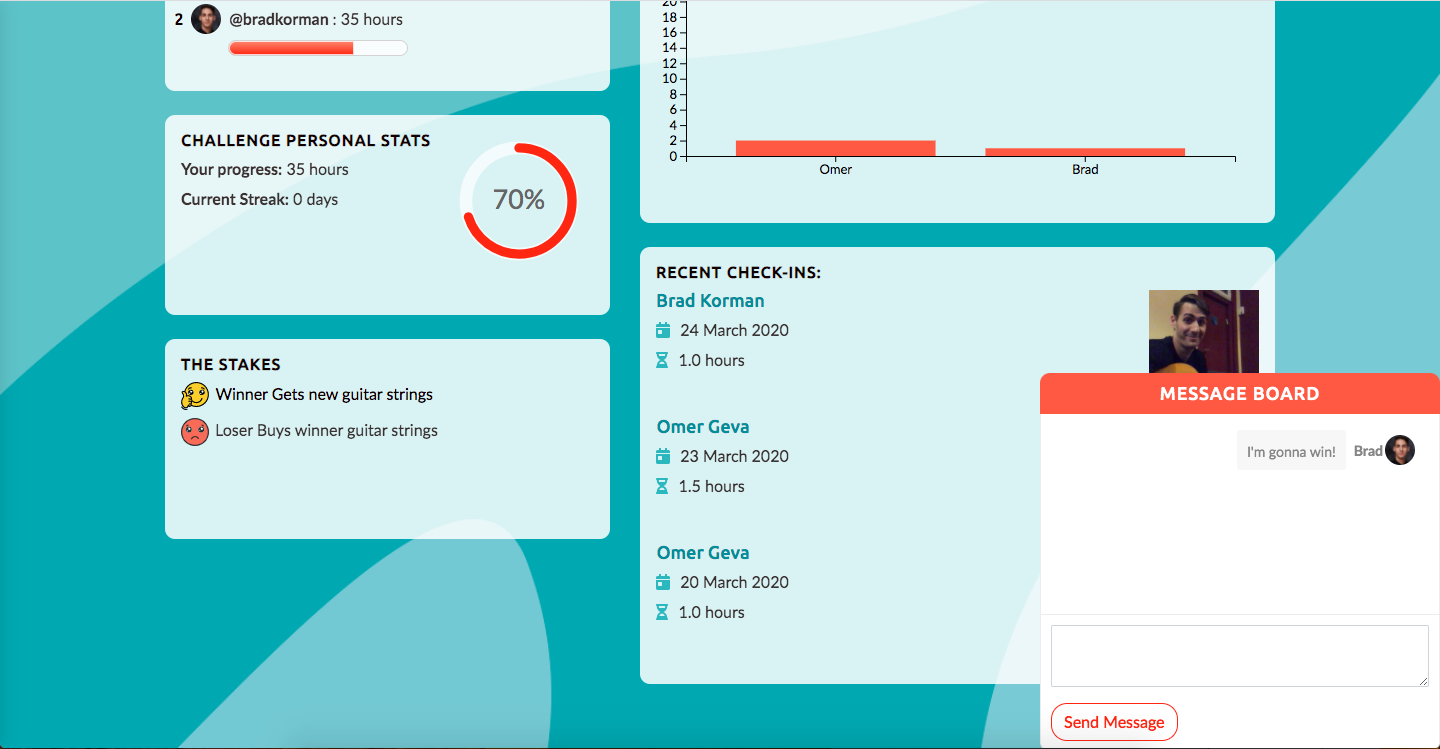 2 @bradkorman : 35 hours
CHALLENGE PERSONAL STATS
Your progress: 35 hours
Current Streak: 0 days
70%
THE STAKES
Winner Gets new guitar strings
Loser Buys winner guitar strings
20
18
16
14
12
10
8
6
4
2
0
Omer Brad
RECENT CHECK-INS:
Brad Korman
24 March 2020
1.0 hours
Omer Geva
23 March 2020
1.5 hours
Omer Geva
20 March 2020
1.0 hours
MESSAGE BOARD
I'm gonna win! Brad
Send Message